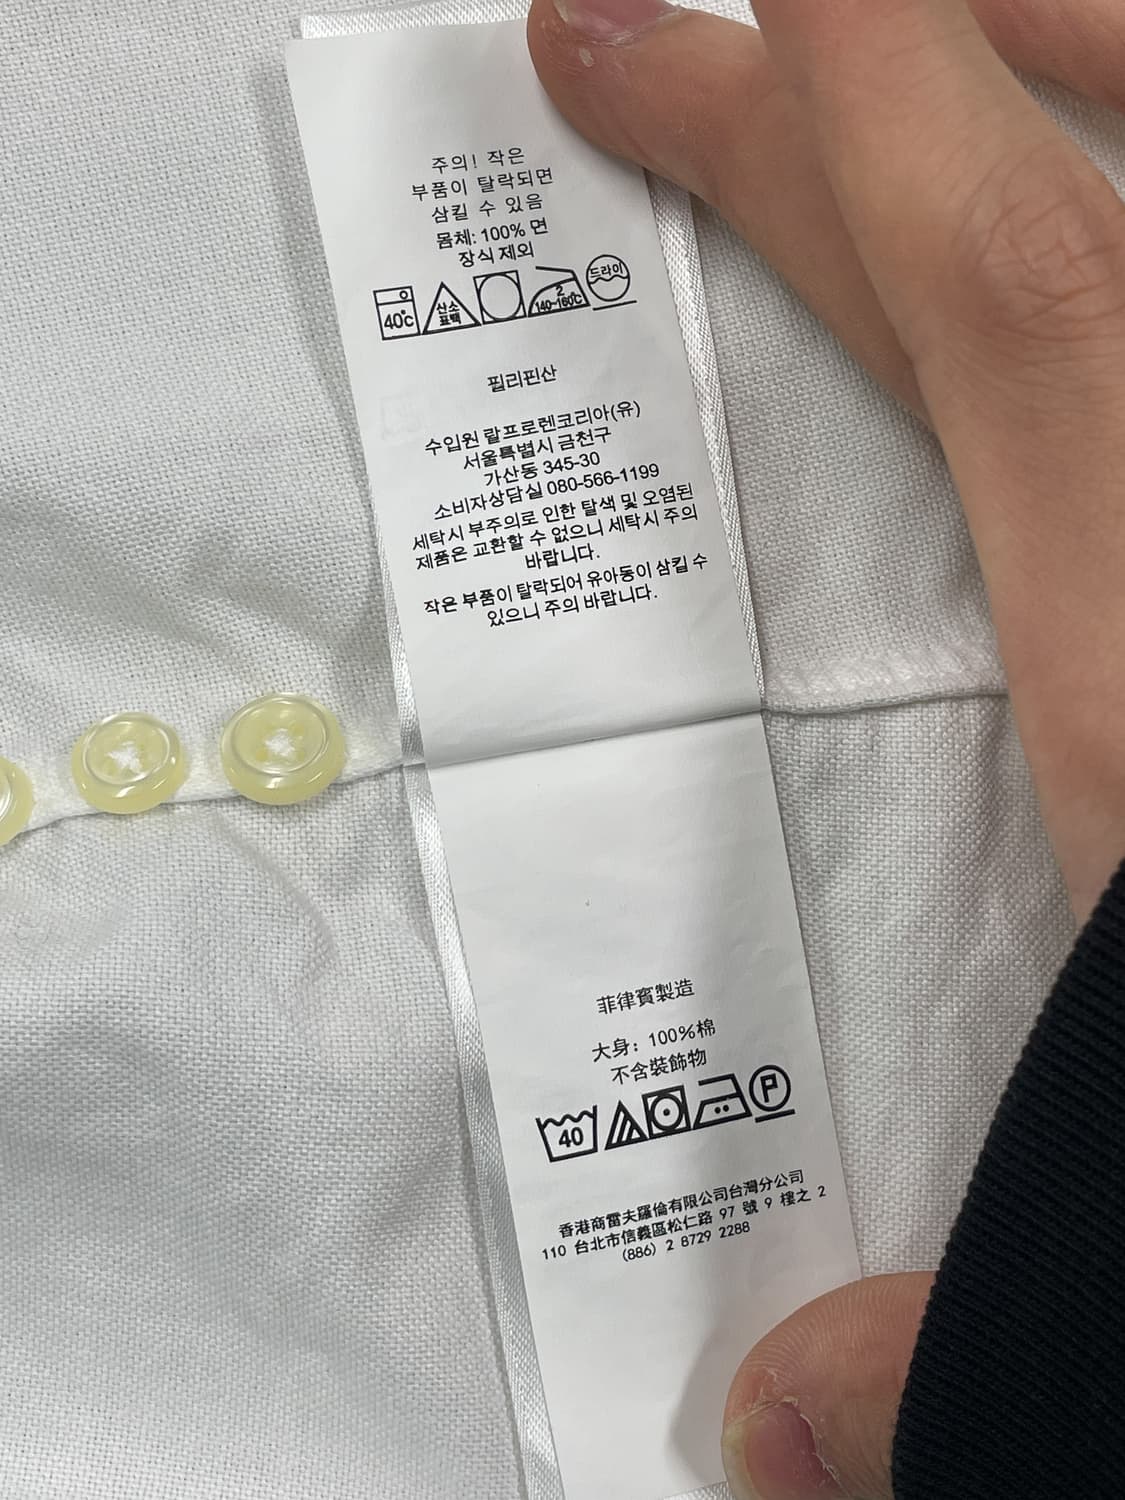 주의! 작은
부품이 탈락되면
삼킬 수 있음
몸체: 100% 면
장식 제외
40℃
산소
표백
2
140~160℃
드라이
필리핀산
수입원 랄프로렌코리아(유)
서울특별시 금천구
가산동 345-30
소비자상담실 080-566-1199
세탁시 부주의로 인한 탈색 및 오염된
제품은 교환할 수 없으니 세탁시 주의
바랍니다.
작은 부품이 탈락되어 유아동이 삼킬 수
있으니 주의 바랍니다.
菲律賓製造
大身: 100%棉
不含裝飾物
40
P
香港商雷夫羅倫有限公司台灣分公司
110 台北市信義區松仁路 97 號 9 樓之 2
(886) 2 8729 2288